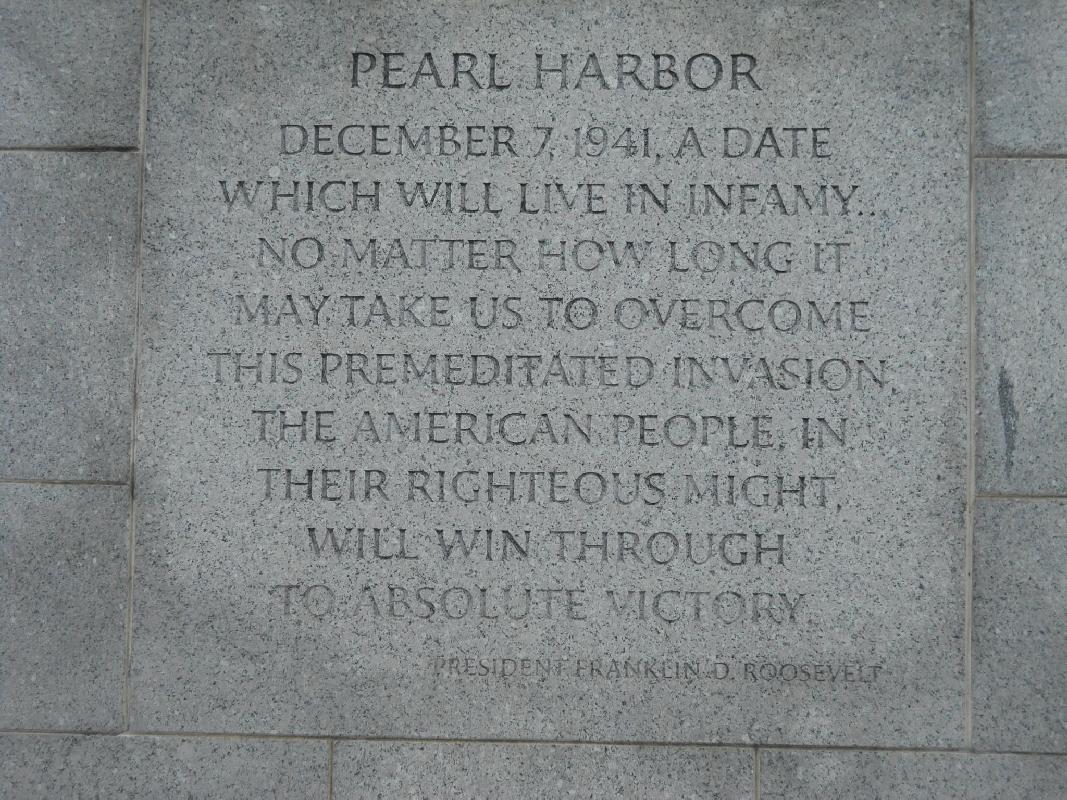 PEARL HARBOR
DECEMBER 7, 1941, A DATE
WHICH WILL LIVE IN INFAMY...
NO MATTER HOW LONG IT
MAY TAKE US TO OVERCOME
THIS PREMEDITATED INVASION,
THE AMERICAN PEOPLE, IN
THEIR RIGHTEOUS MIGHT,
WILL WIN THROUGH
TO ABSOLUTE VICTORY.
PRESIDENT FRANKLIN D. ROOSEVELT